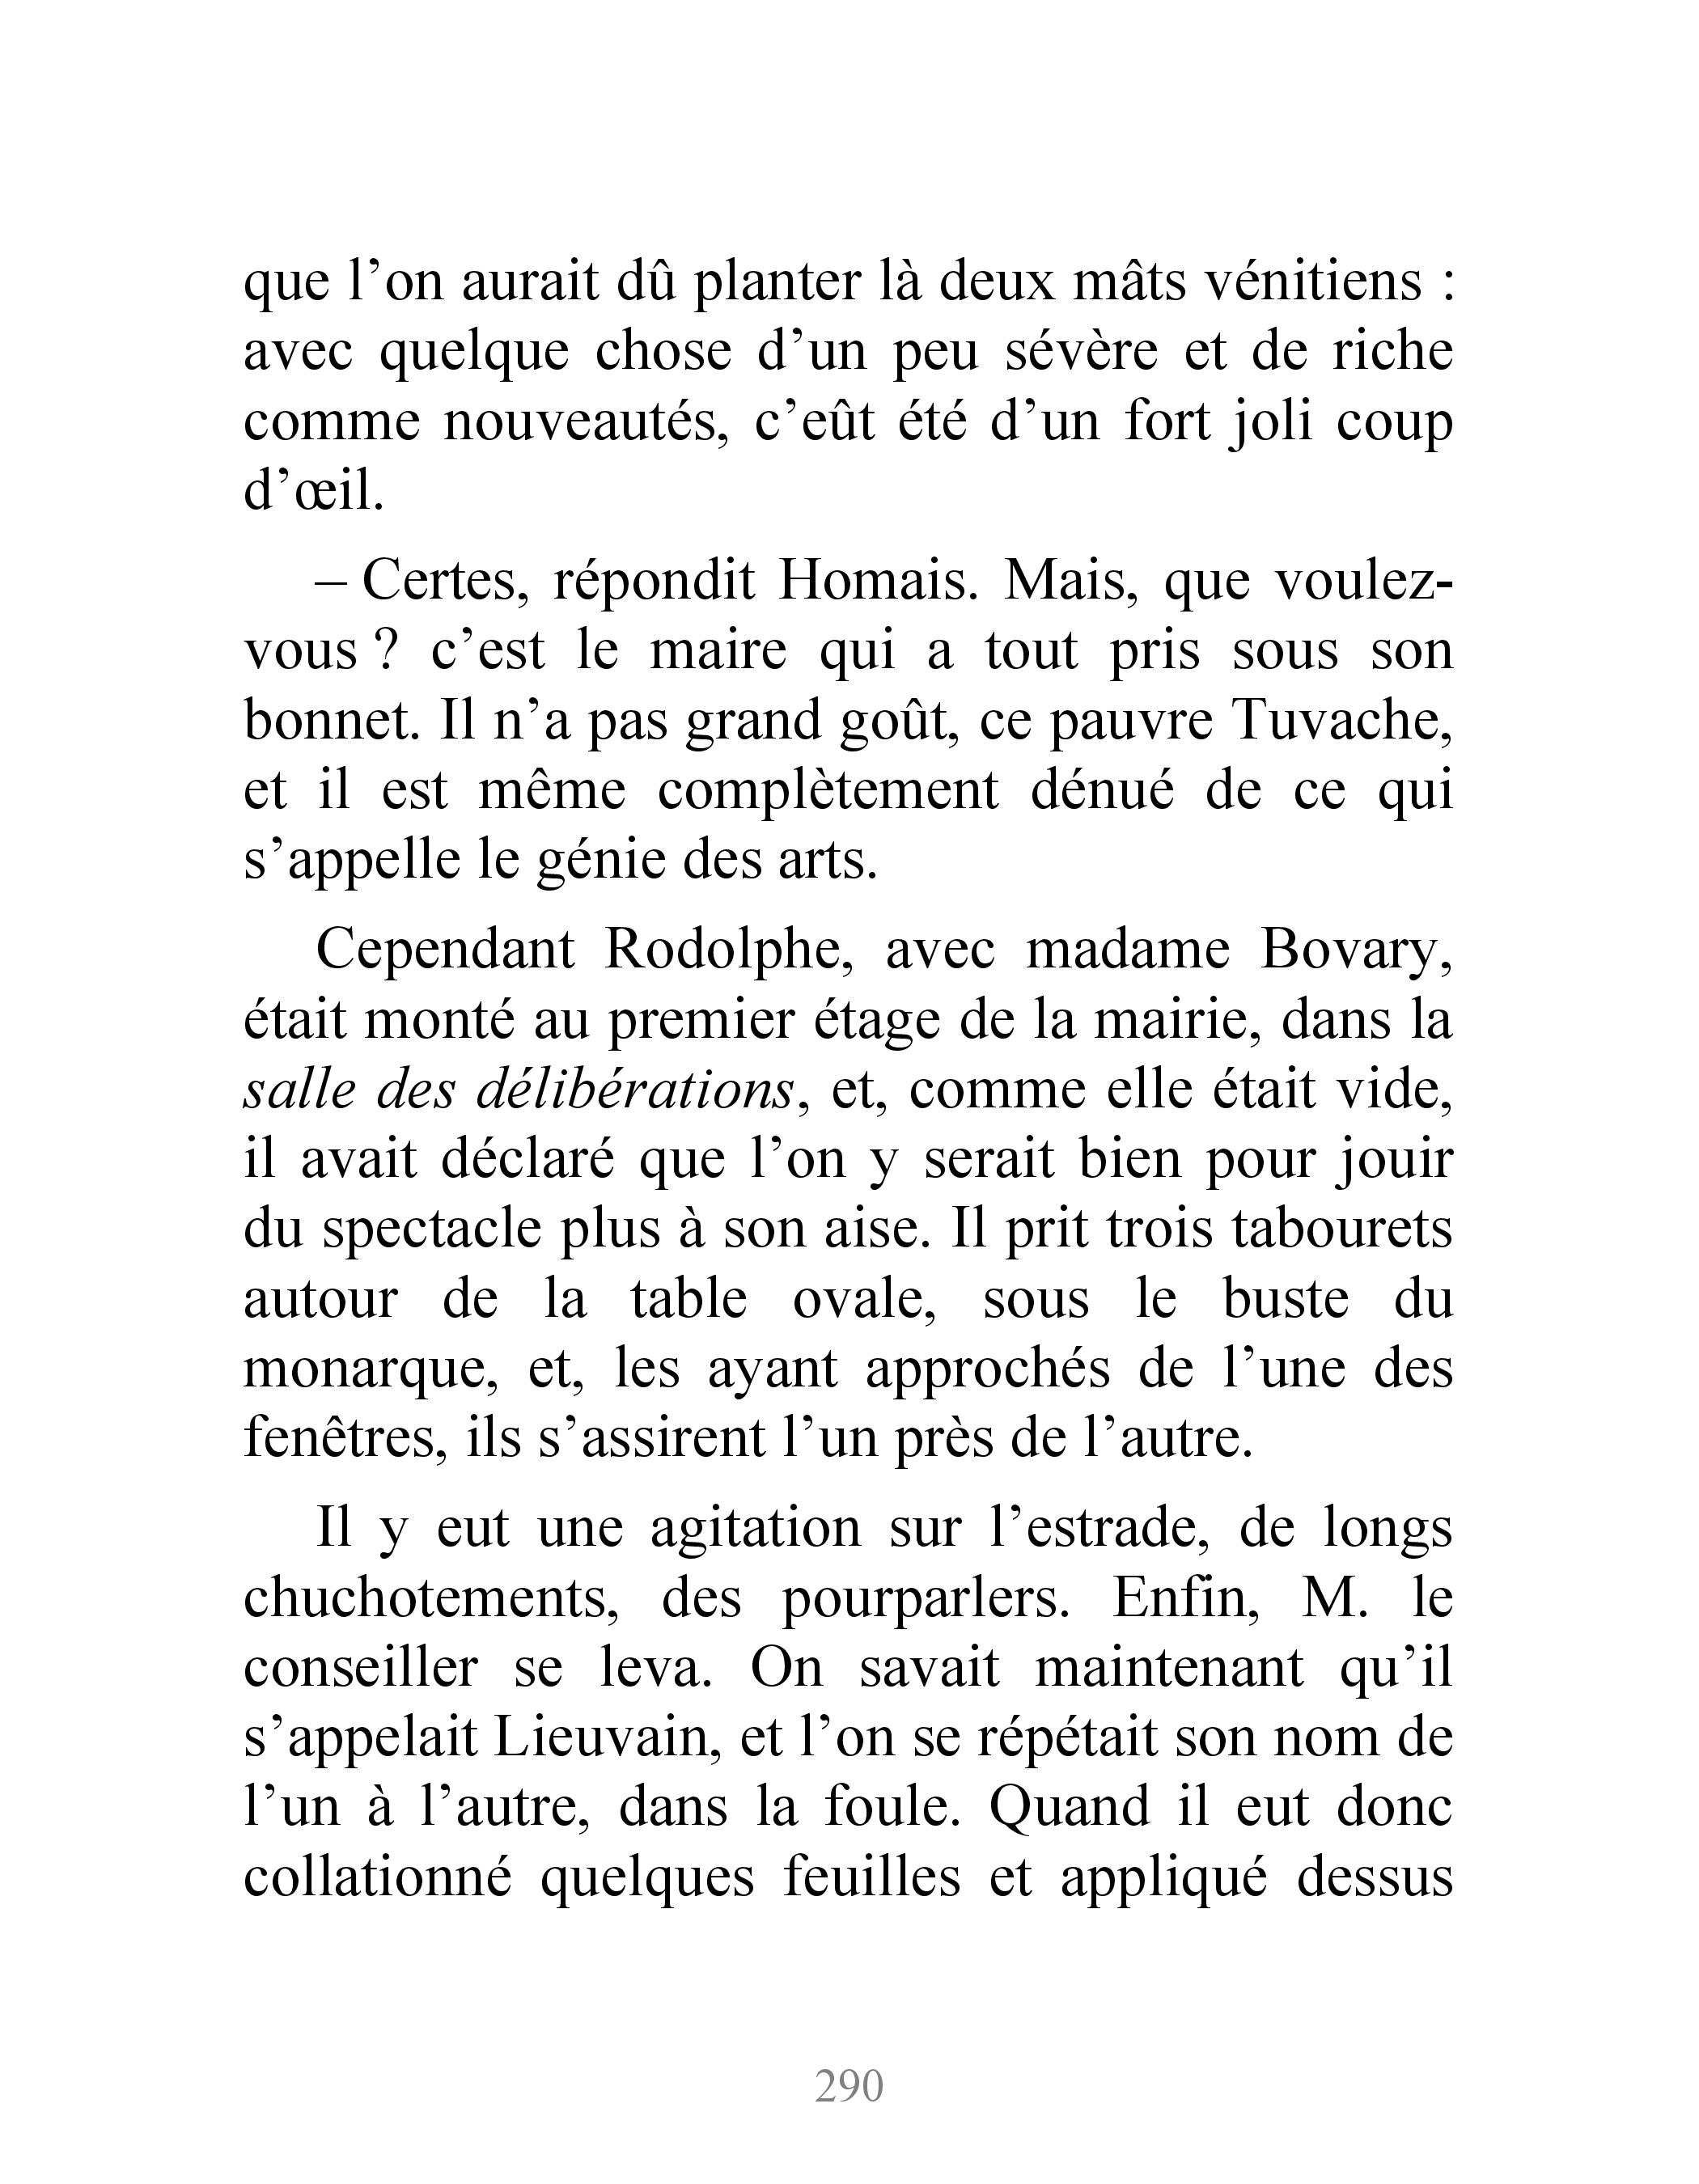 que l’on aurait dû planter là deux mâts vénitiens :
avec quelque chose d’un peu sévère et de riche
comme nouveautés, c’eût été d’un fort joli coup
d’œil.
– Certes, répondit Homais. Mais, que voulez-
vous ? c’est le maire qui a tout pris sous son
bonnet. Il n’a pas grand goût, ce pauvre Tuvache,
et il est même complètement dénué de ce qui
s’appelle le génie des arts.
Cependant Rodolphe, avec madame Bovary,
était monté au premier étage de la mairie, dans la
salle des délibérations, et, comme elle était vide,
il avait déclaré que l’on y serait bien pour jouir
du spectacle plus à son aise. Il prit trois tabourets
autour de la table ovale, sous le buste du
monarque, et, les ayant approchés de l’une des
fenêtres, ils s’assirent l’un près de l’autre.
Il y eut une agitation sur l’estrade, de longs
chuchotements, des pourparlers. Enfin, M. le
conseiller se leva. On savait maintenant qu’il
s’appelait Lieuvain, et l’on se répétait son nom de
l’un à l’autre, dans la foule. Quand il eut donc
collationné quelques feuilles et appliqué dessus
290